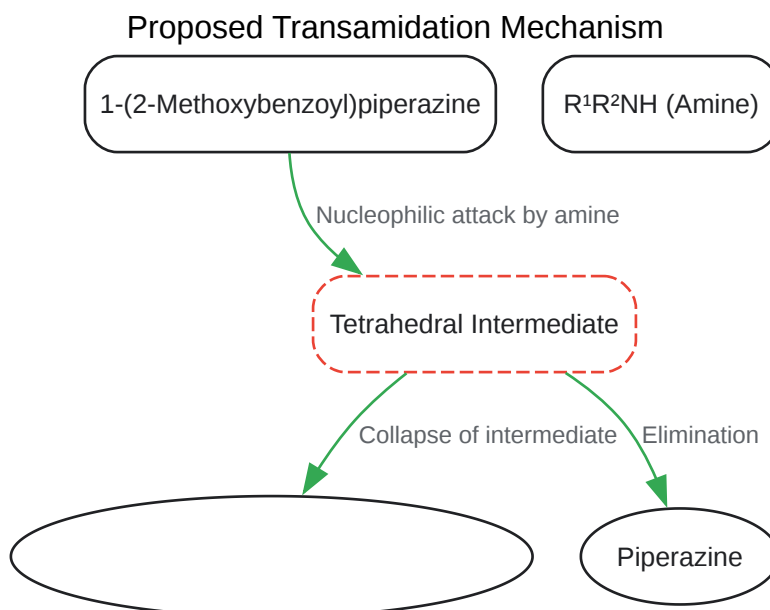 Proposed Transamidation Mechanism
1-(2-Methoxybenzoyl)piperazine
R¹R²NH (Amine)
Nucleophilic attack by amine
Tetrahedral Intermediate
Collapse of intermediate
Elimination
Piperazine